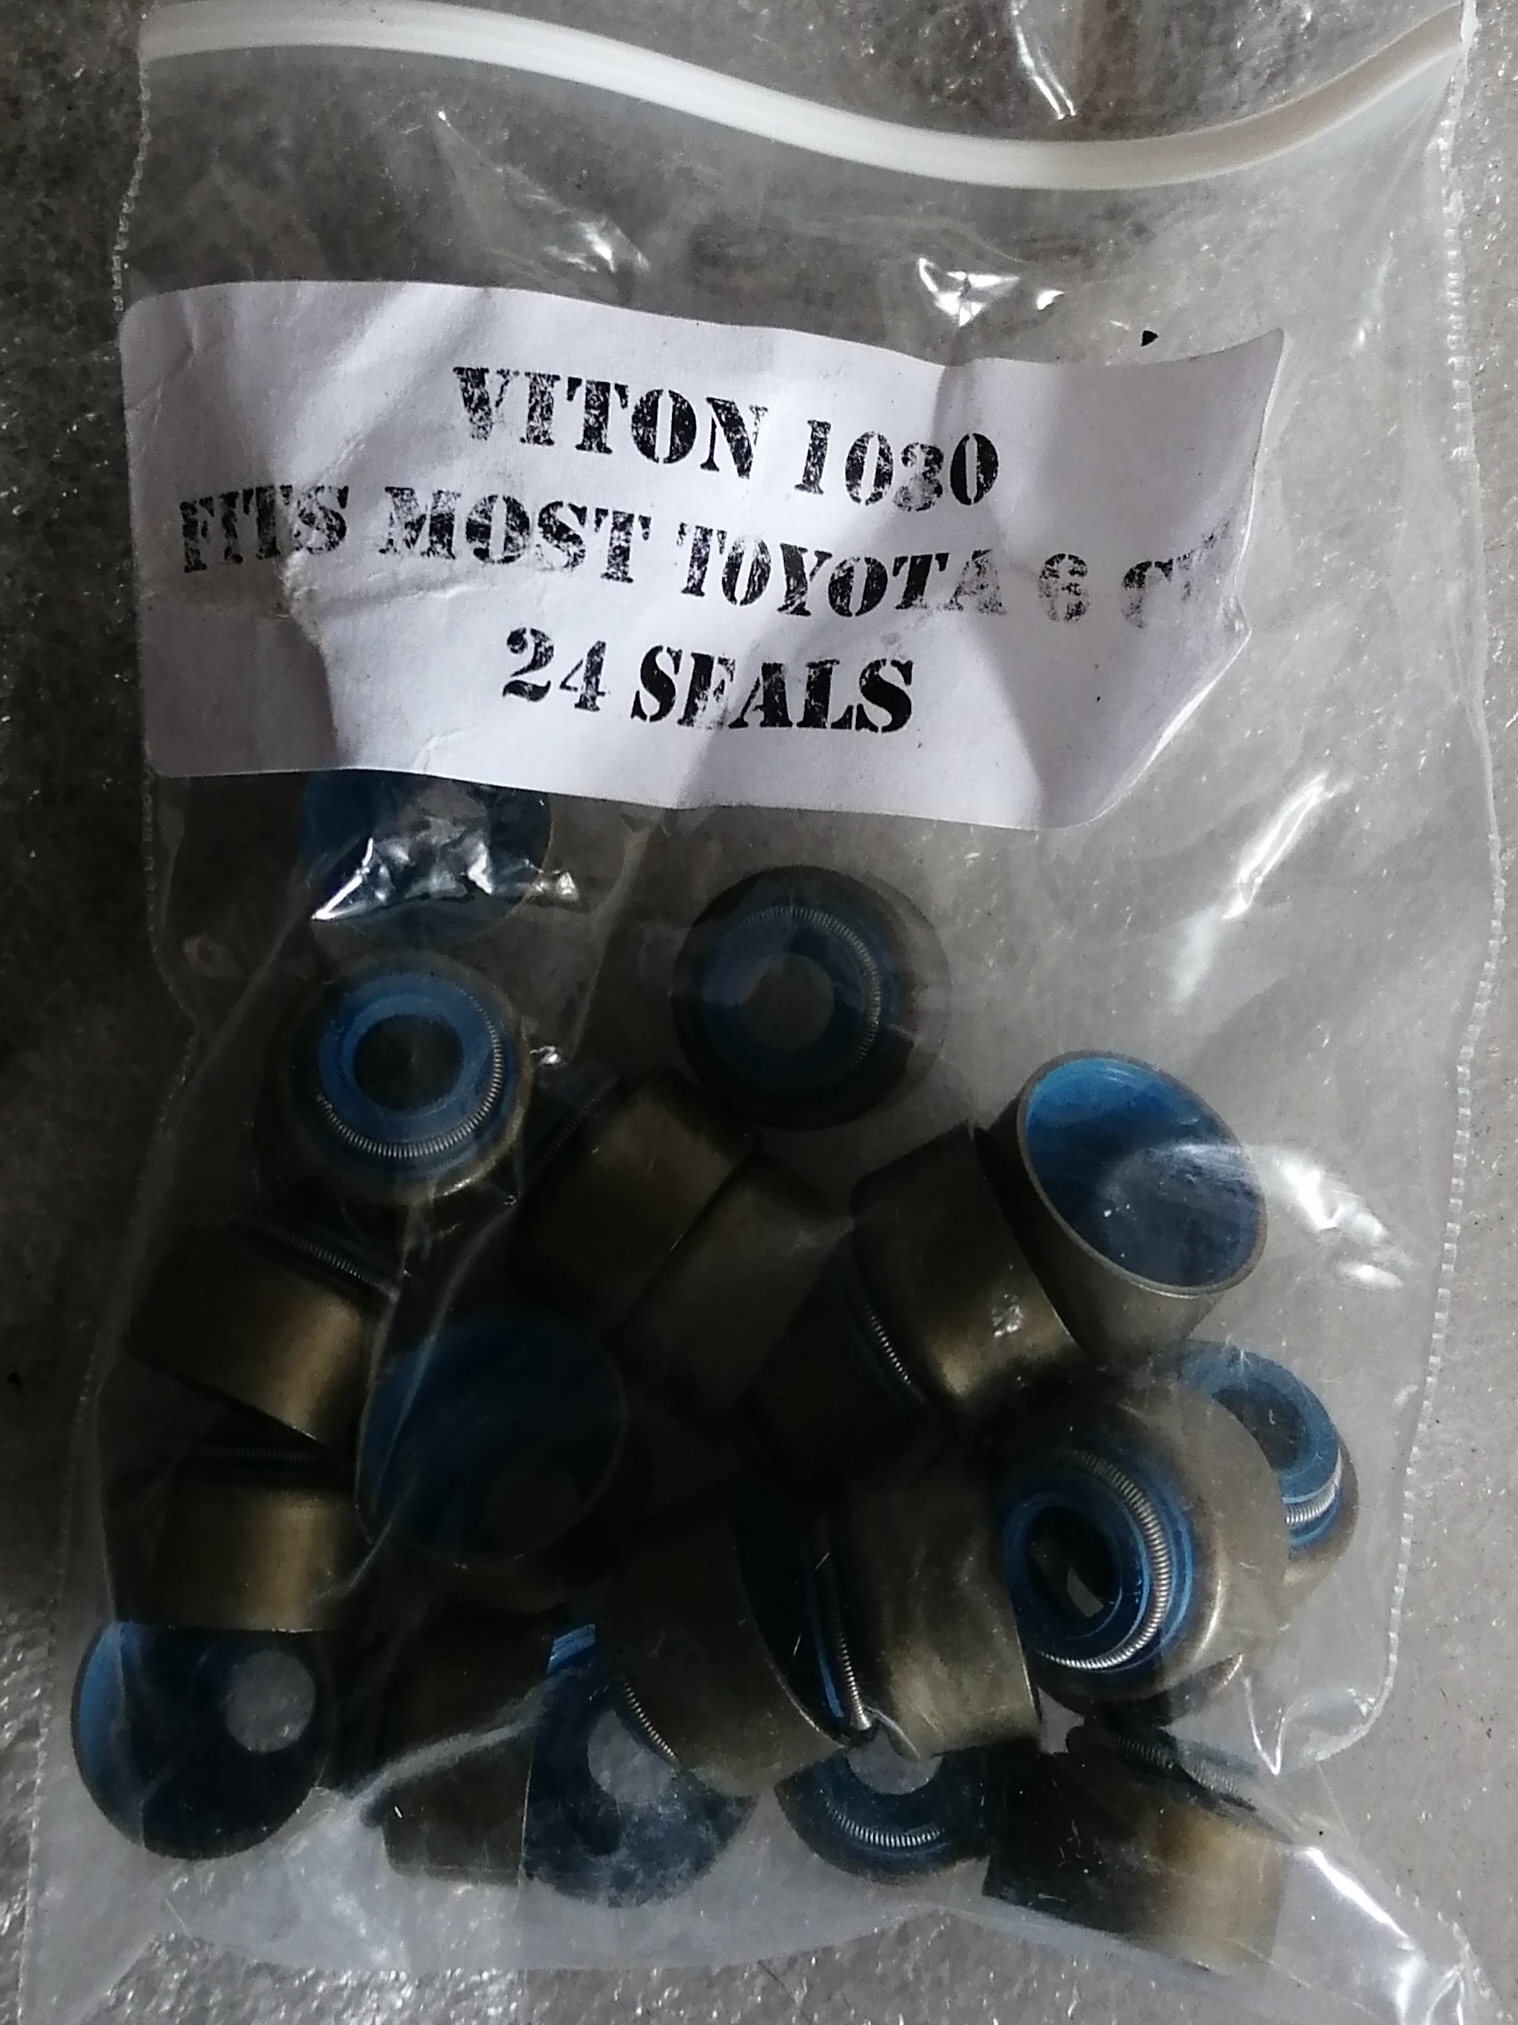 VITON 1030
FITS MOST TOYOTA 6
24 SEALS